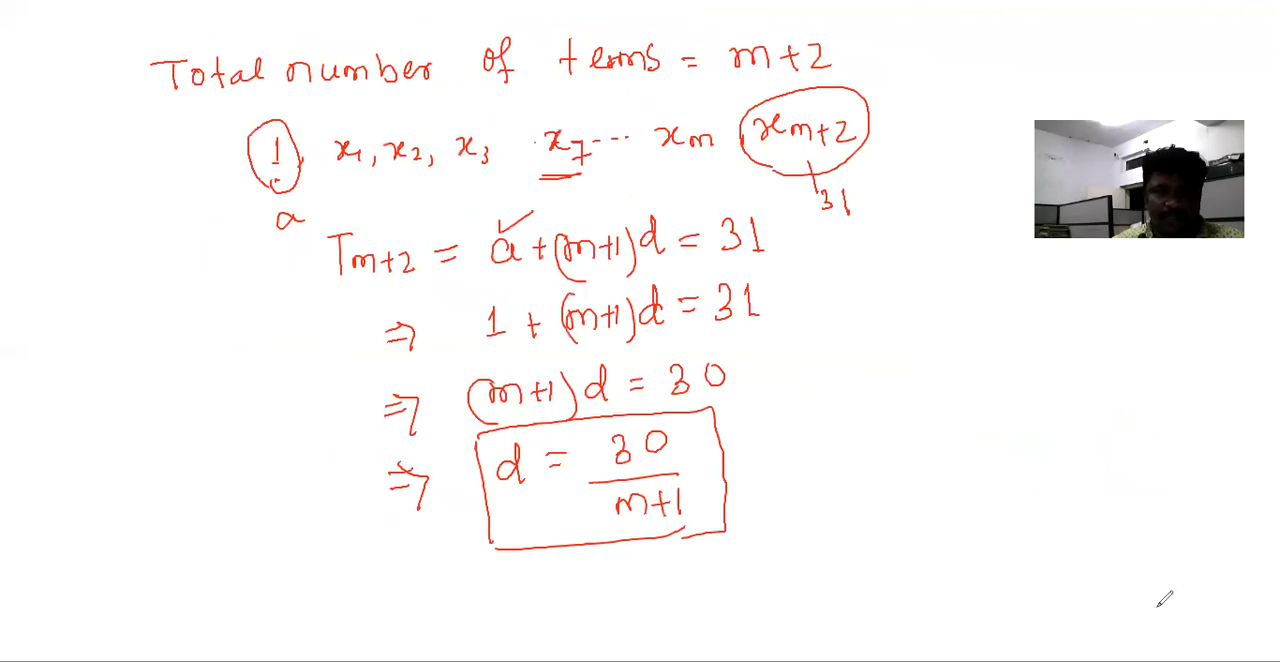 Total number of terms = m+2
1, x1, x2, x3 x7... xm xm+2
a 31
Tm+2 = a + (m+1)d = 31
⇒ 1 + (m+1)d = 31
⇒ (m+1)d = 30
⇒ d = 30/m+1